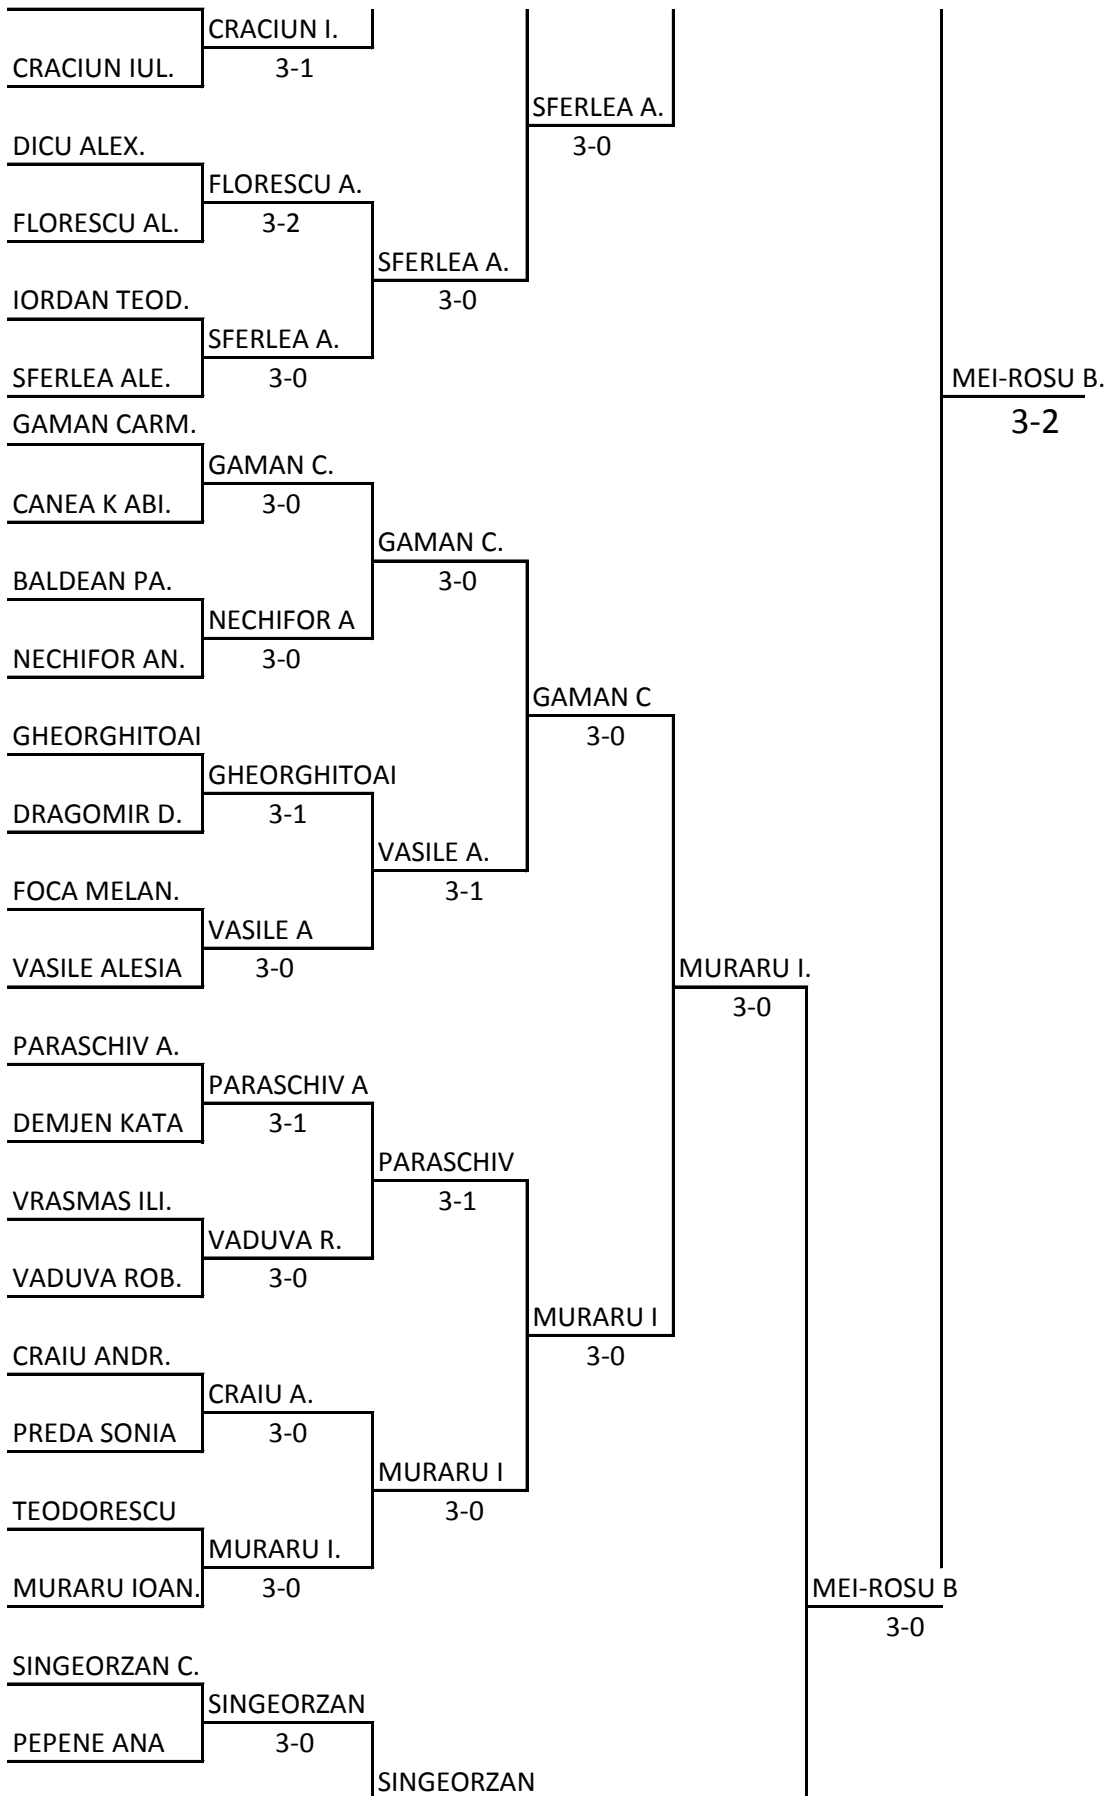 CRACIUN I.
CRACIUN IUL.
3-1
SFERLEA A.
DICU ALEX.
3-0
FLORESCU A.
FLORESCU AL.
3-2
SFERLEA A.
IORDAN TEOD.
3-0
SFERLEA A.
SFERLEA ALE.
3-0
MEI-ROSU B.
GAMAN CARM.
3-2
GAMAN C.
CANEA K ABI.
3-0
GAMAN C.
BALDEAN PA.
3-0
NECHIFOR A
NECHIFOR AN.
3-0
GAMAN C
GHEORGHITOAI
3-0
GHEORGHITOAI
DRAGOMIR D.
3-1
VASILE A.
FOCA MELAN.
3-1
VASILE A
VASILE ALESIA
3-0
MURARU I.
3-0
PARASCHIV A.
PARASCHIV A
DEMJEN KATA
3-1
PARASCHIV
VRASMAS ILI.
3-1
VADUVA R.
VADUVA ROB.
3-0
MURARU I
CRAIU ANDR.
3-0
CRAIU A.
PREDA SONIA
3-0
MURARU I
TEODORESCU
3-0
MURARU I.
MURARU IOAN.
3-0
MEI-ROSU B
3-0
SINGEORZAN C.
SINGEORZAN
PEPENE ANA
3-0
SINGEORZAN